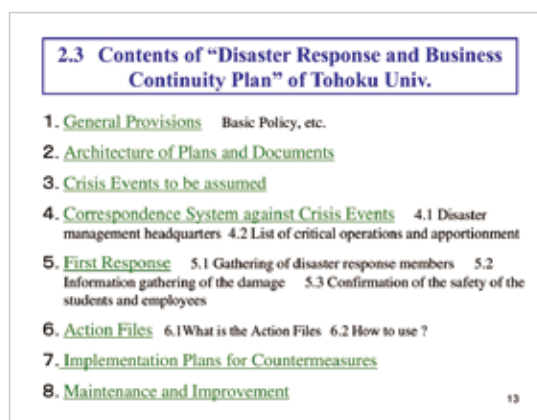 2.3 Contents of “Disaster Response and Business
Continuity Plan” of Tohoku Univ.
1. General Provisions Basic Policy, etc.
2. Architecture of Plans and Documents
3. Crisis Events to be assumed
4. Correspondence System against Crisis Events 4.1 Disaster
management headquarters 4.2 List of critical operations and apportionment
5. First Response 5.1 Gathering of disaster response members 5.2
Information gathering of the damage 5.3 Confirmation of the safety of the
students and employees
6. Action Files 6.1What is the Action Files 6.2 How to use ?
7. Implementation Plans for Countermeasures
8. Maintenance and Improvement
13